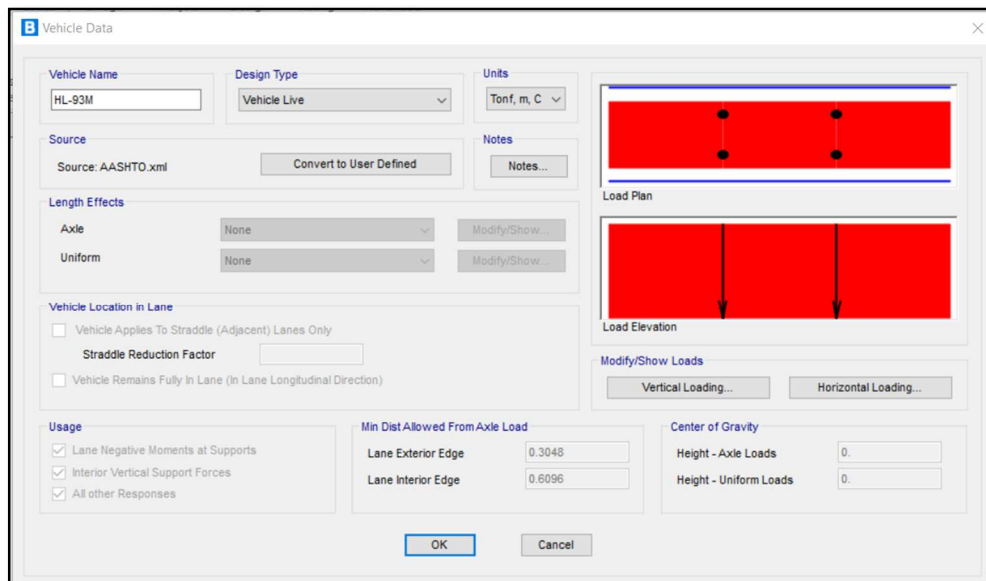 B Vehicle Data
Vehicle Name
HL-93M
Design Type
Vehicle Live
Units
Tonf, m, C
Source
Source: AASHTO.xml
Convert to User Defined
Notes
Notes...
Load Plan
Length Effects
Axle
None
Modify/Show...
Uniform
None
Modify/Show...
Load Elevation
Vehicle Location in Lane
Vehicle Applies To Straddle (Adjacent) Lanes Only
Straddle Reduction Factor
Vehicle Remains Fully In Lane (In Lane Longitudinal Direction)
Modify/Show Loads
Vertical Loading...
Horizontal Loading...
Usage
Lane Negative Moments at Supports
Interior Vertical Support Forces
All other Responses
Min Dist Allowed From Axle Load
Lane Exterior Edge
0.3048
Lane Interior Edge
0.6096
Center of Gravity
Height - Axle Loads
0.
Height - Uniform Loads
0.
OK
Cancel